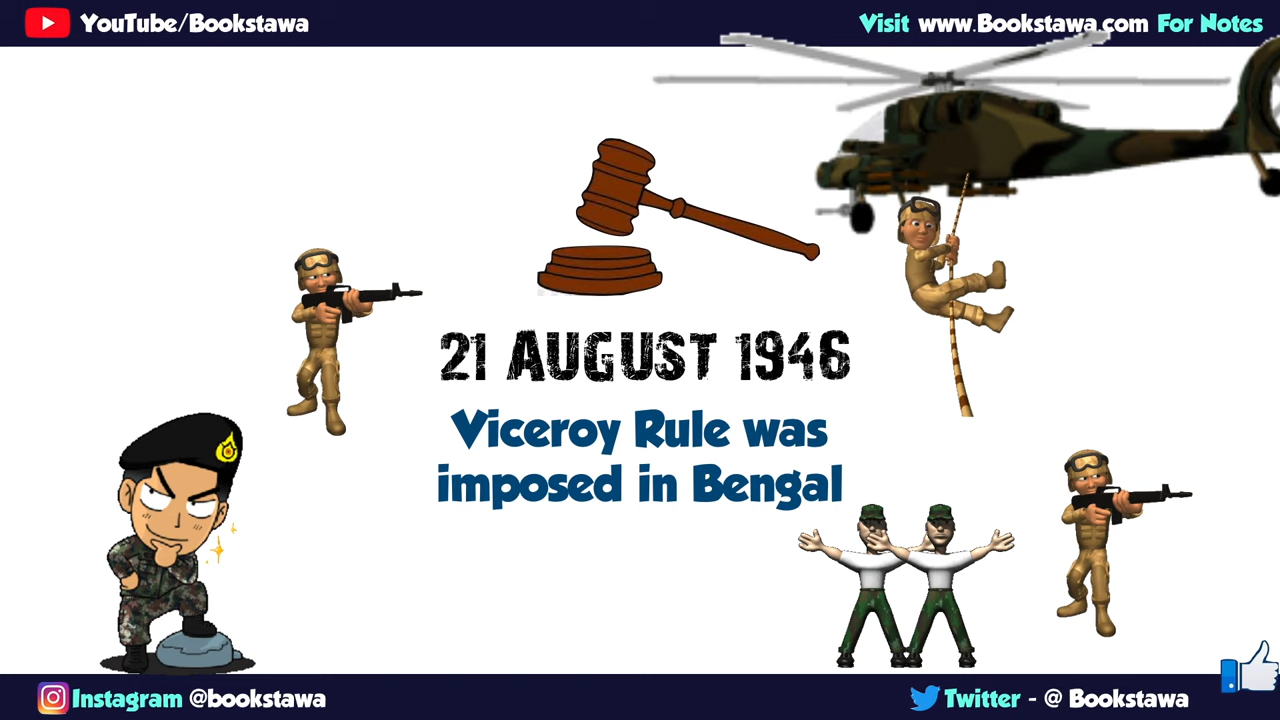 YouTube/Bookstawa
Visit www.Bookstawa.com For Notes
21 AUGUST 1946
Viceroy Rule was
imposed in Bengal
Instagram @bookstawa
Twitter - @ Bookstawa